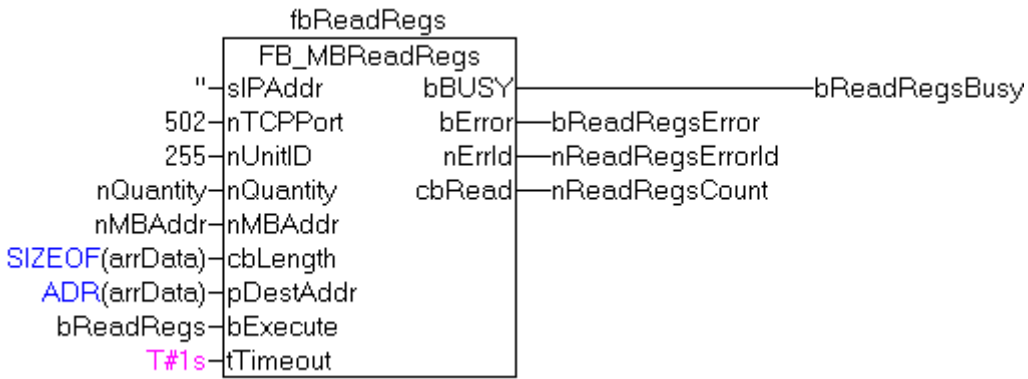 fbReadRegs
FB_MBReadRegs
'' sIPAddr bBUSY bReadRegsBusy
502 nTCPPort bError bReadRegsError
255 nUnitID nErrId nReadRegsErrorId
nQuantity nQuantity cbRead nReadRegsCount
nMBAddr nMBAddr
SIZEOF(arrData) cbLength
ADR(arrData) pDestAddr
bReadRegs bExecute
T#1s tTimeout